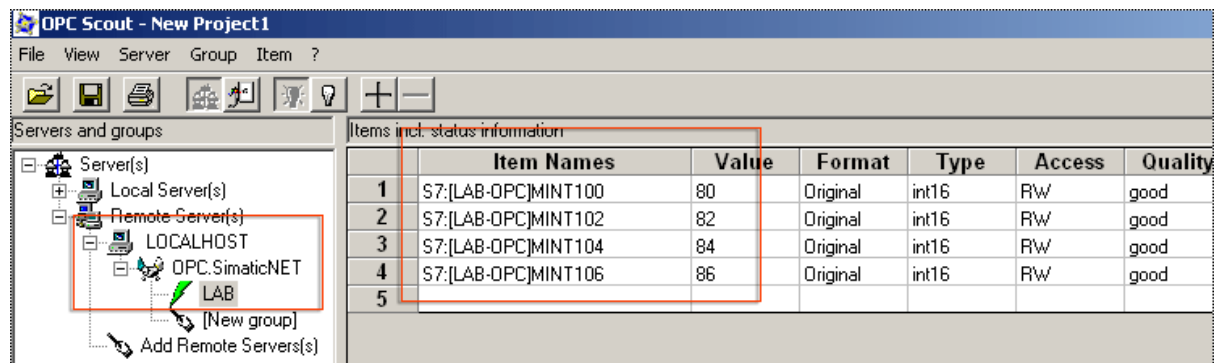 OPC Scout - New Project1
File View Server Group Item ?
Servers and groups
Items incl. status information
Server(s)
Local Server(s)
Remote Server(s)
LOCALHOST
OPC.SimaticNET
LAB
[New group]
Add Remote Servers(s)
Item Names Value Format Type Access Quality
1 S7:[LAB-OPC]MINT100 80 Original int16 RW good
2 S7:[LAB-OPC]MINT102 82 Original int16 RW good
3 S7:[LAB-OPC]MINT104 84 Original int16 RW good
4 S7:[LAB-OPC]MINT106 86 Original int16 RW good
5